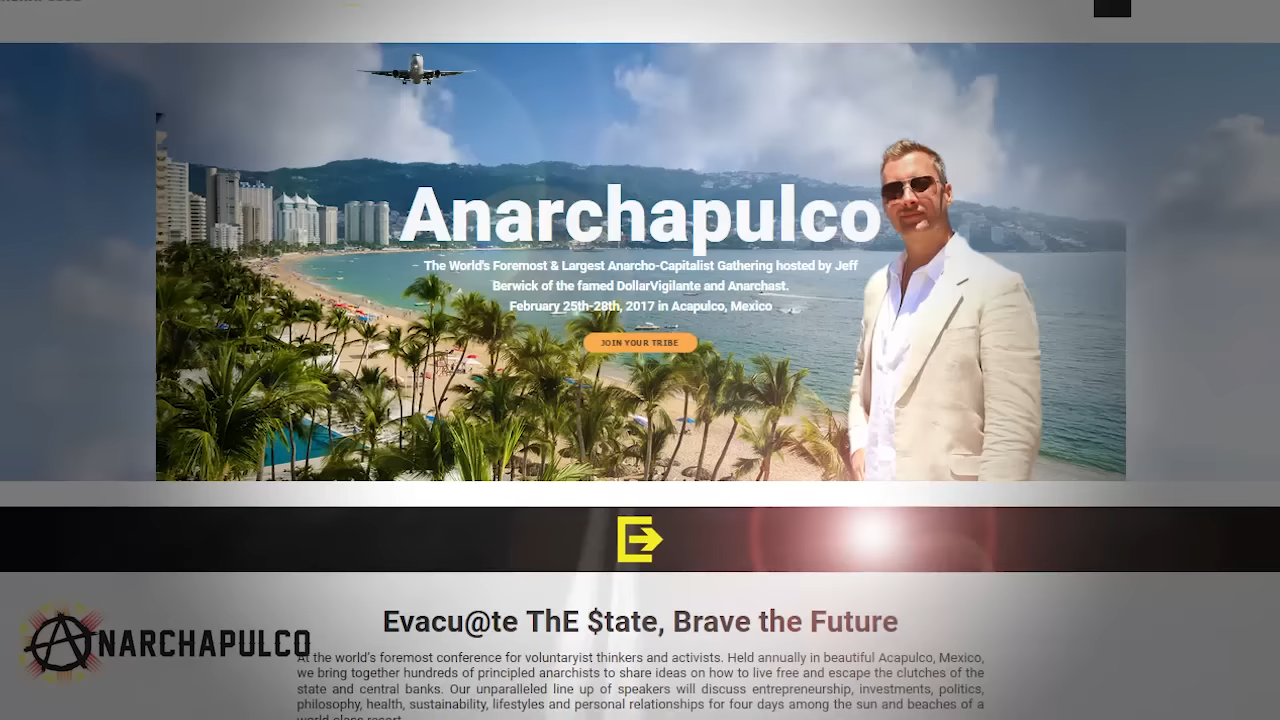 Anarchapulco
The World's Foremost & Largest Anarcho-Capitalist Gathering hosted by Jeff
Berwick of the famed DollarVigilante and Anarchast.
February 25th-28th, 2017 in Acapulco, Mexico
JOIN YOUR TRIBE
Evacu@te ThE $tate, Brave the Future
ANARCHAPULCO
At the world's foremost conference for voluntaryist thinkers and activists. Held annually in beautiful Acapulco, Mexico,
we bring together hundreds of principled anarchists to share ideas on how to live free and escape the clutches of the
state and central banks. Our unparalleled line up of speakers will discuss entrepreneurship, investments, politics,
philosophy, health, sustainability, lifestyles and personal relationships for four days among the sun and beaches of a
world class resort.